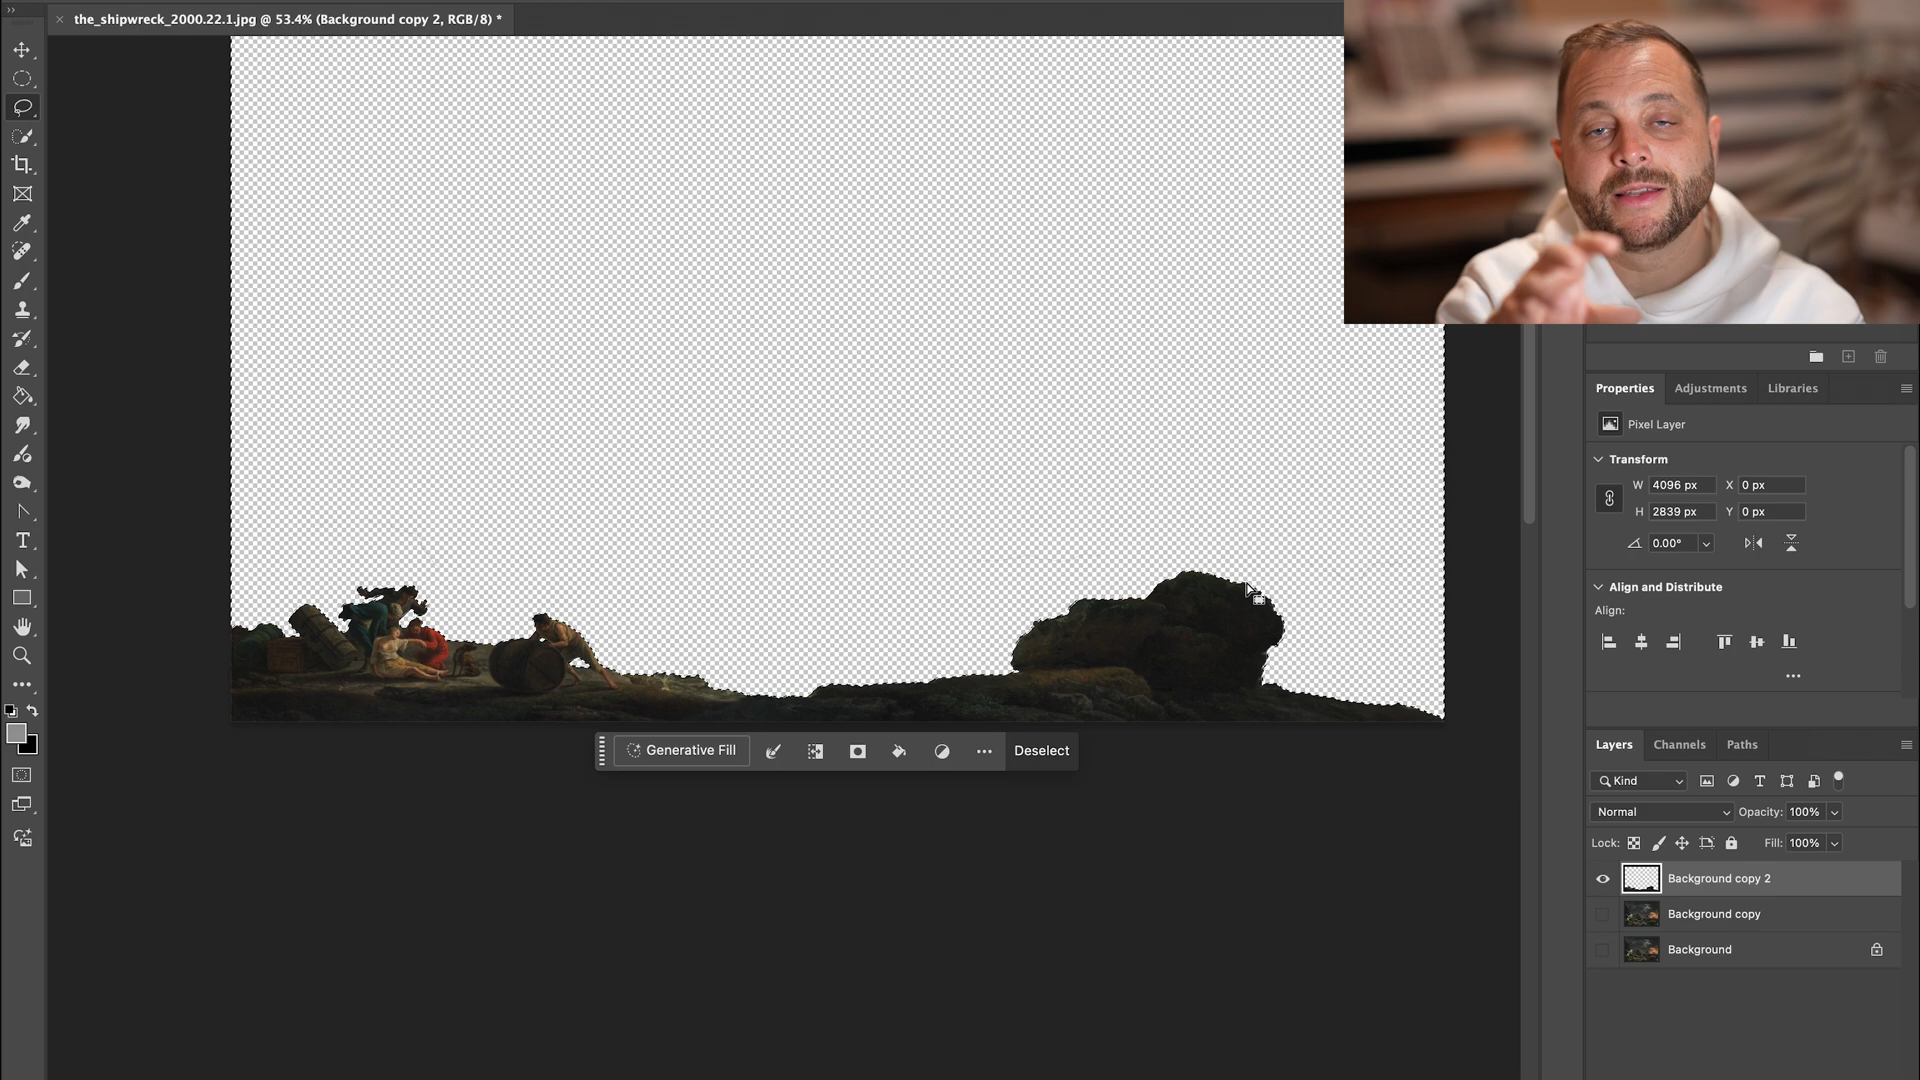 the_shipwreck_2000.22.1.jpg @ 53.4% (Background copy 2, RGB/8) *
Properties
Adjustments
Libraries
Pixel Layer
Transform
W 4096 px X 0 px
H 2839 px Y 0 px
0.00°
Align and Distribute
Align:
Generative Fill
Deselect
Layers
Channels
Paths
Kind
Normal
Opacity: 100%
Lock:
Fill: 100%
Background copy 2
Background copy
Background